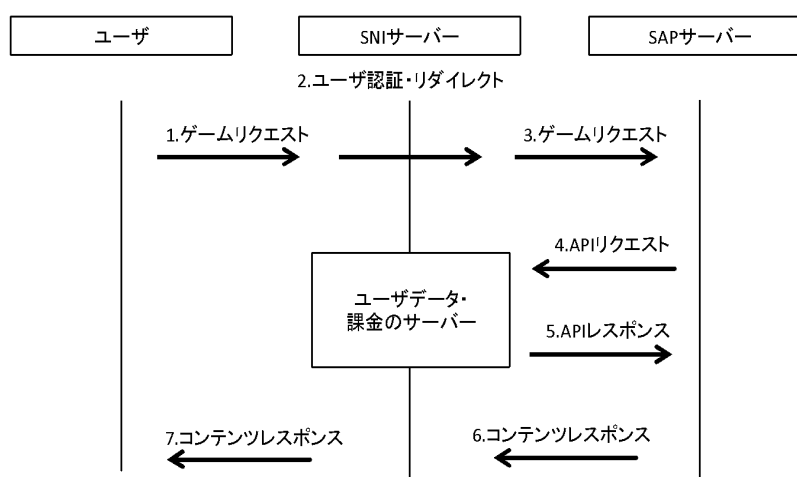 ユーザ
SNIサーバー
SAPサーバー
2.ユーザ認証・リダイレクト
1.ゲームリクエスト
3.ゲームリクエスト
4.APIリクエスト
ユーザデータ・
課金のサーバー
5.APIレスポンス
7.コンテンツレスポンス
6.コンテンツレスポンス